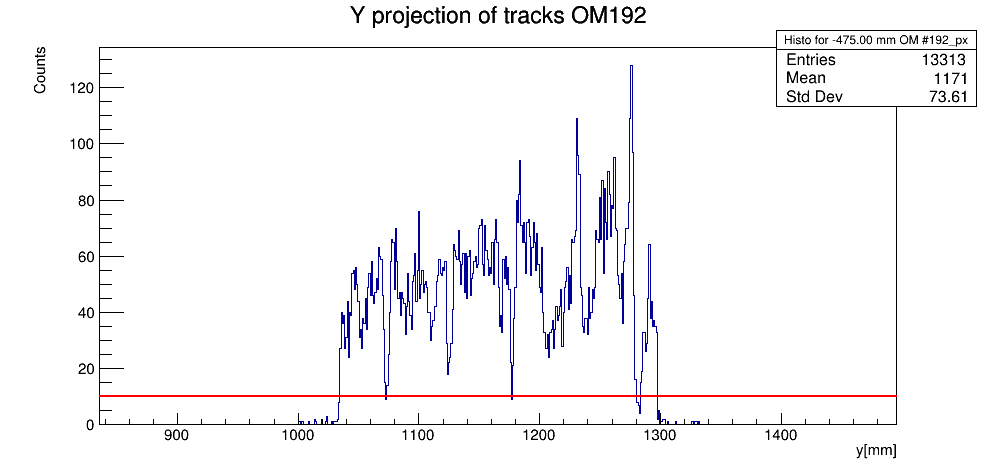 Y projection of tracks OM192
Histo for -475.00 mm OM #192_px
Entries 13313
Mean 1171
Std Dev 73.61
Counts
120
100
80
60
40
20
0
900 1000 1100 1200 1300 1400
y[mm]